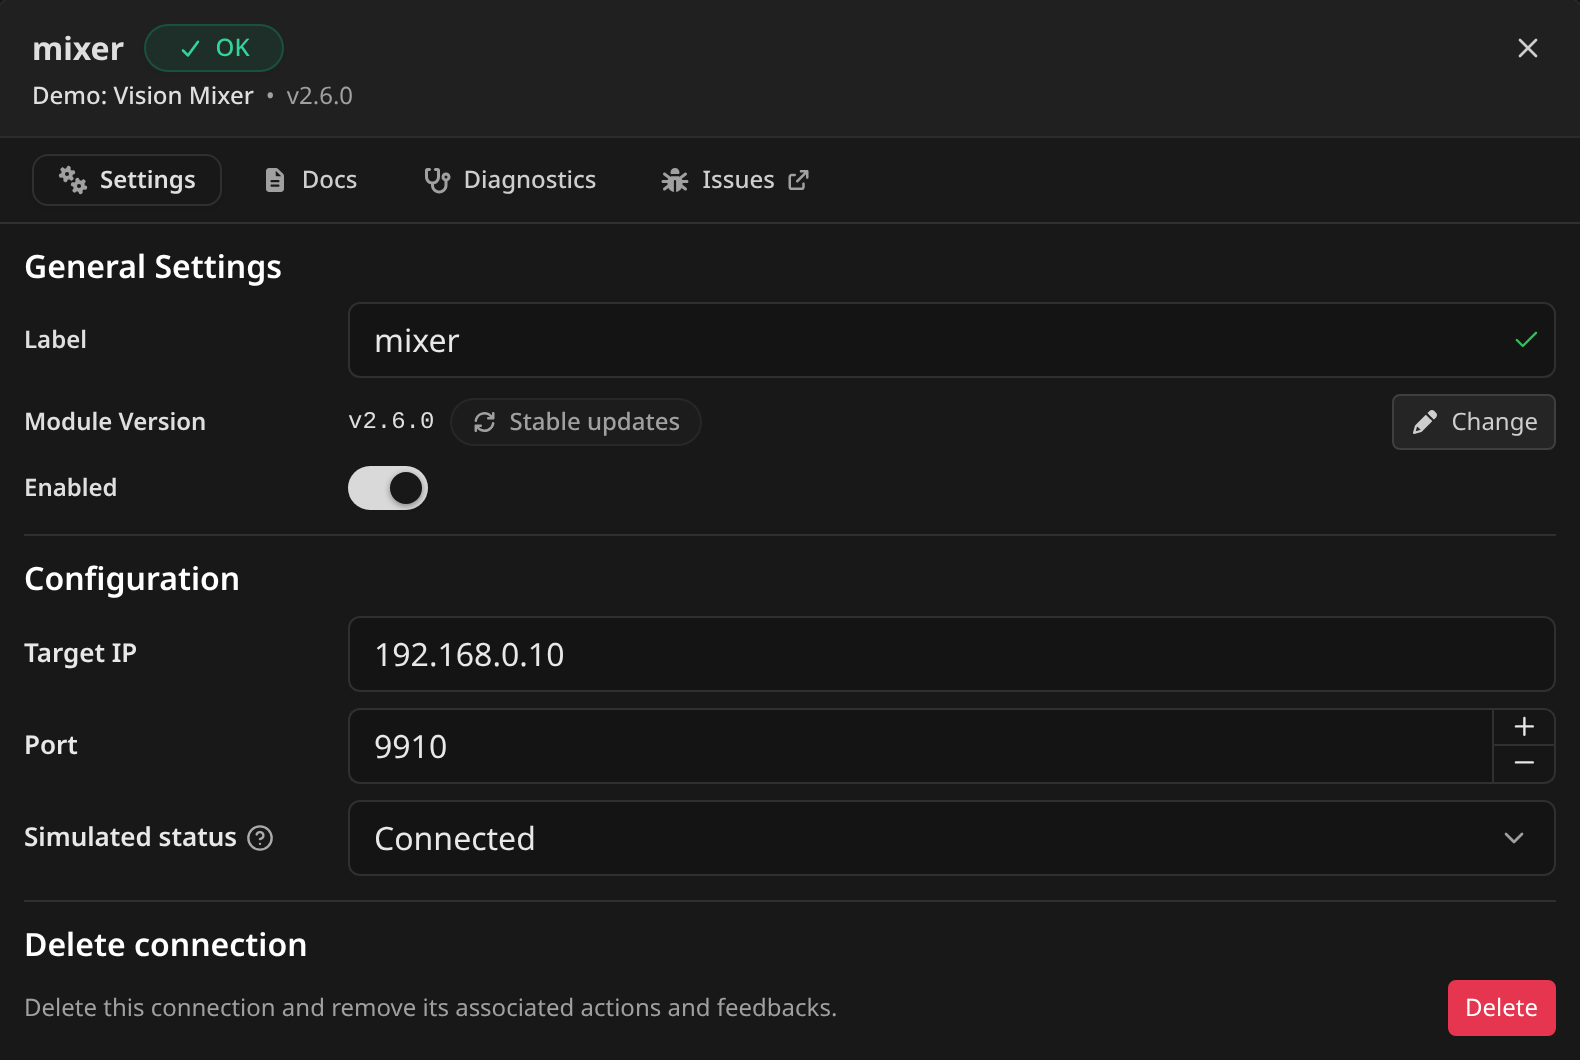 mixer OK
Demo: Vision Mixer • v2.6.0
Settings Docs Diagnostics Issues
General Settings
Label mixer
Module Version v2.6.0 Stable updates Change
Enabled
Configuration
Target IP 192.168.0.10
Port 9910
Simulated status Connected
Delete connection
Delete this connection and remove its associated actions and feedbacks. Delete